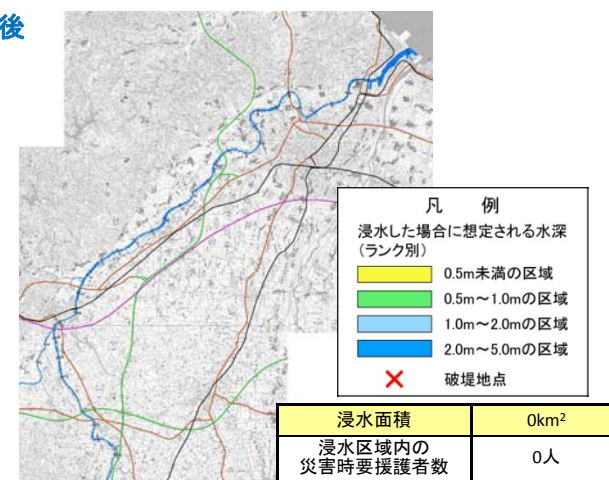 後
凡 例
浸水した場合に想定される水深
(ランク別)
0.5m未満の区域
0.5m～1.0mの区域
1.0m～2.0mの区域
2.0m～5.0mの区域
破堤地点
浸水面積 0km²
浸水区域内の
災害時要援護者数 0人